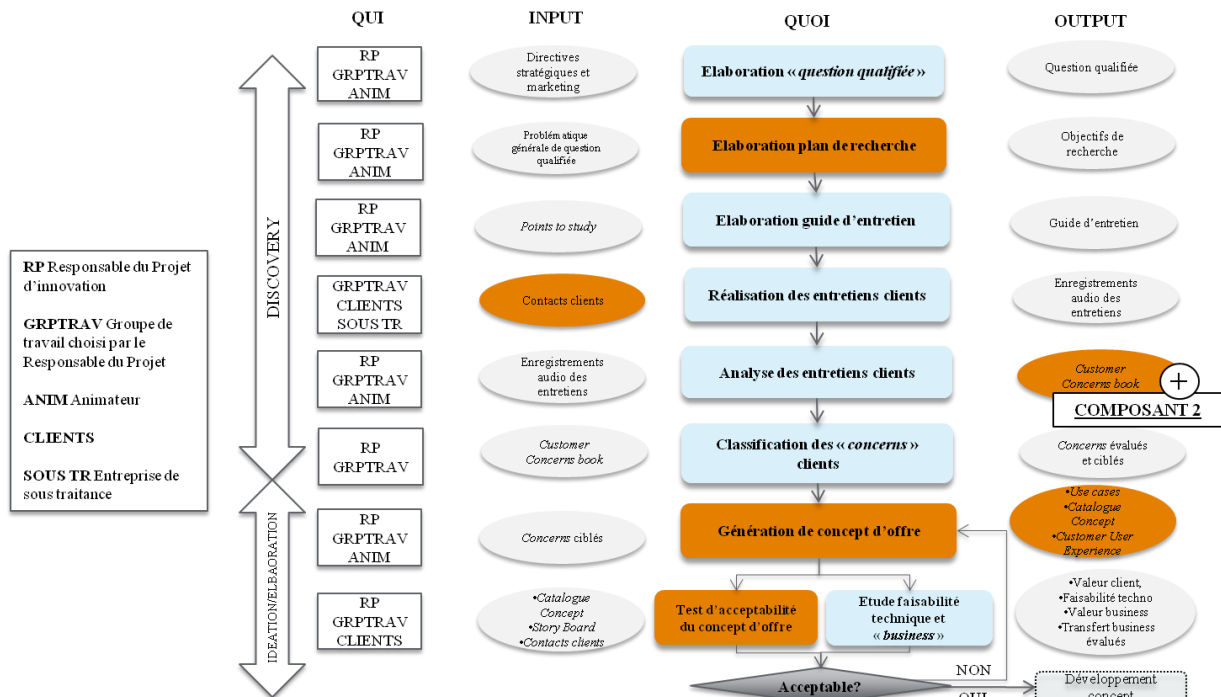 QUI
INPUT
QUOI
OUTPUT
RP
GRPTRAV
ANIM
Directives
stratégiques et
marketing
Elaboration « question qualifiée »
Question qualifiée
RP
GRPTRAV
ANIM
Problématique
générale de question
qualifiée
Elaboration plan de recherche
Objectifs de
recherche
RP
GRPTRAV
ANIM
Points to study
Elaboration guide d’entretien
Guide d’entretien
DISCOVERY
GRPTRAV
CLIENTS
SOUS TR
Contacts clients
Réalisation des entretiens clients
Enregistrements
audio des
entretiens
RP
GRPTRAV
ANIM
Enregistrements
audio des
entretiens
Analyse des entretiens clients
Customer
Concerns book
+
COMPOSANT 2
RP
GRPTRAV
Customer
Concerns book
Classification des « concerns »
clients
Concerns évalués
et ciblés
RP Responsable du Projet
d’innovation
GRPTRAV Groupe de
travail choisi par le
Responsable du Projet
ANIM Animateur
CLIENTS
SOUS TR Entreprise de
sous traitance
IDEATION/ELBAORATION
RP
GRPTRAV
ANIM
Concerns ciblés
Génération de concept d’offre
•Use cases
•Catalogue
Concept
•Customer User
Experience
RP
GRPTRAV
CLIENTS
•Catalogue
Concept
•Story Board
•Contacts clients
Test d’acceptabilité
du concept d’offre
Etude faisabilité
technique et
« business »
•Valeur client,
•Faisabilité techno
•Valeur business
•Transfert business
évalués
Acceptable?
NON
OUI
Développement
concept